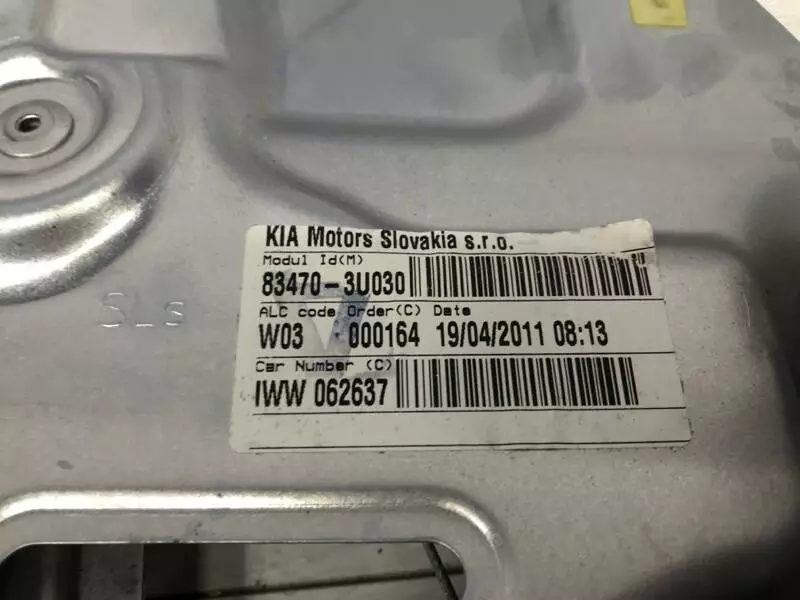 KIA Motors Slovakia s.r.o.
Modul Id(M)
83470-3U030
ALC code Order(C) Date
W03 000164 19/04/2011 08:13
Car Number (C)
IWW 062637
SLS